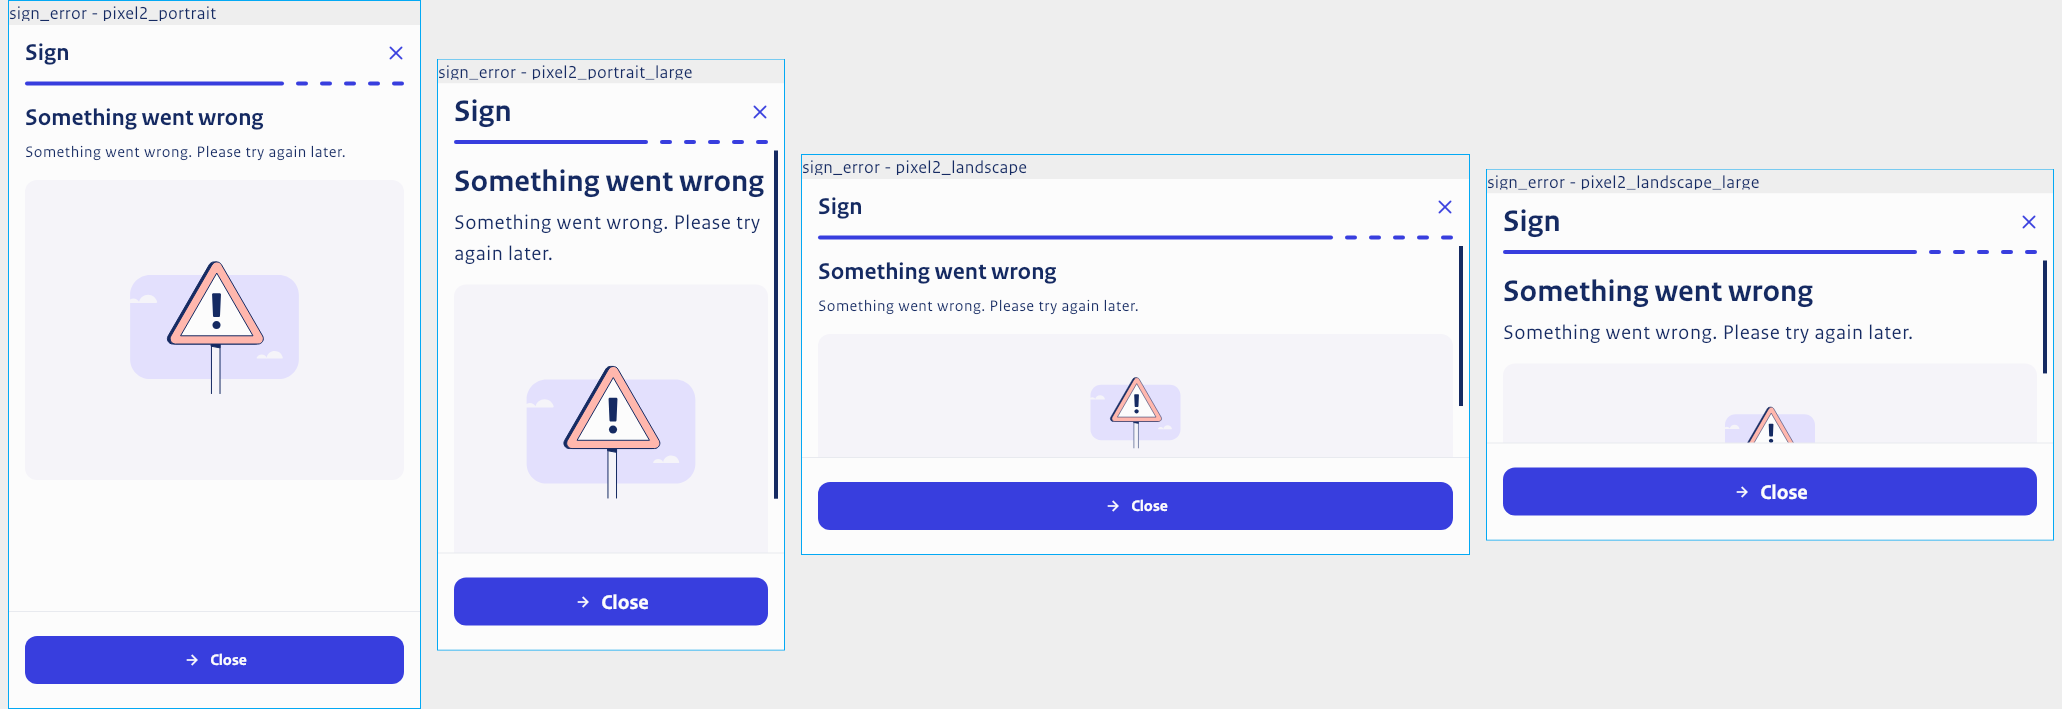 sign_error - pixel2_portrait
Sign
Something went wrong
Something went wrong. Please try again later.
Close
sign_error - pixel2_portrait_large
Sign
Something went wrong
Something went wrong. Please try
again later.
Close
sign_error - pixel2_landscape
Sign
Something went wrong
Something went wrong. Please try again later.
Close
sign_error - pixel2_landscape_large
Sign
Something went wrong
Something went wrong. Please try again later.
Close